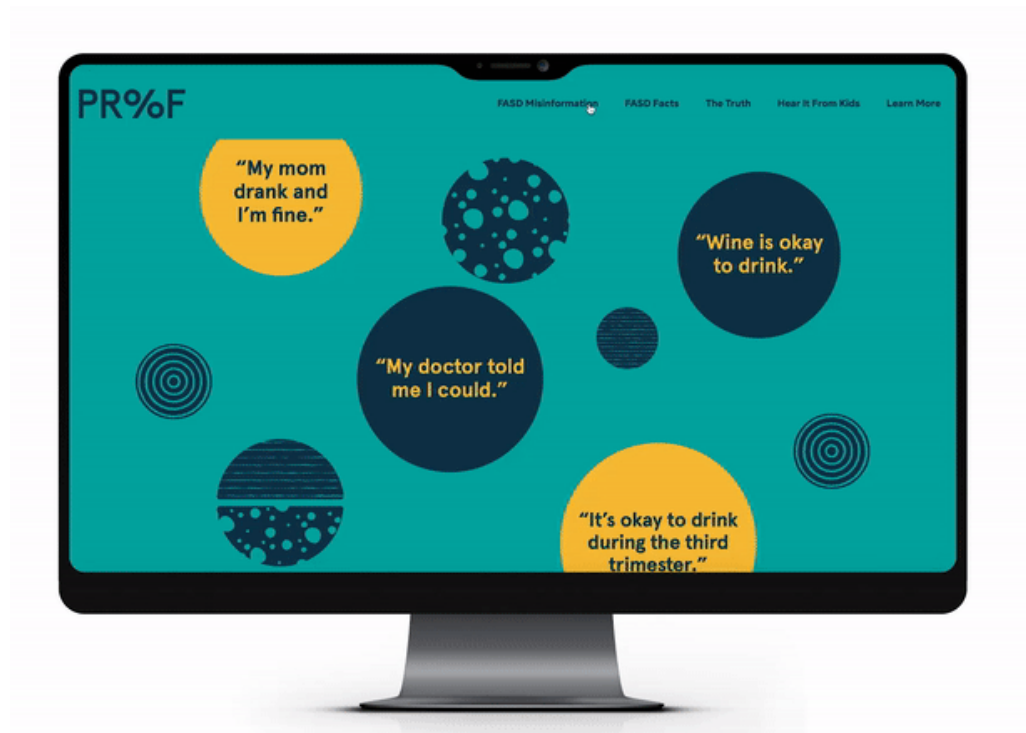 PR%F
FASD Misinformation FASD Facts The Truth Hear It From Kids Learn More
“My mom
drank and
I’m fine.”
“Wine is okay
to drink.”
“My doctor told
me I could.”
“It’s okay to drink
during the third
trimester.”